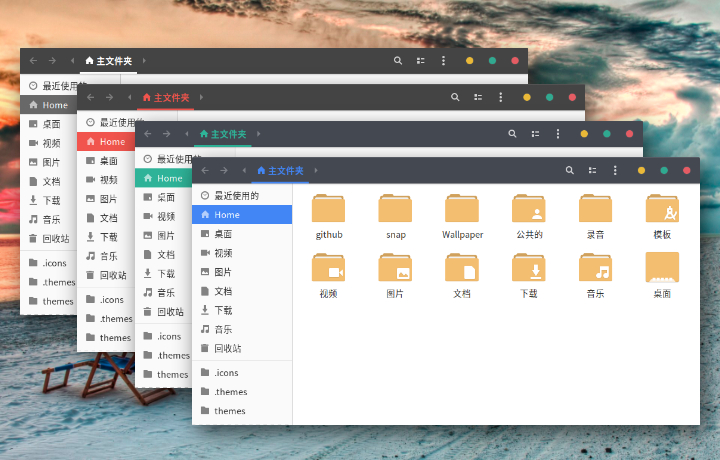 主文件夹
最近使用的
Home
桌面
视频
图片
文档
下载
音乐
回收站
.icons
.themes
themes
主文件夹
最近使用的
Home
桌面
视频
图片
文档
下载
音乐
回收站
.icons
.themes
themes
主文件夹
最近使用的
Home
桌面
视频
图片
文档
下载
音乐
回收站
.icons
.themes
themes
主文件夹
最近使用的
Home
桌面
视频
图片
文档
下载
音乐
回收站
.icons
.themes
themes
github snap Wallpaper 公共的 录音 模板
视频 图片 文档 下载 音乐 桌面